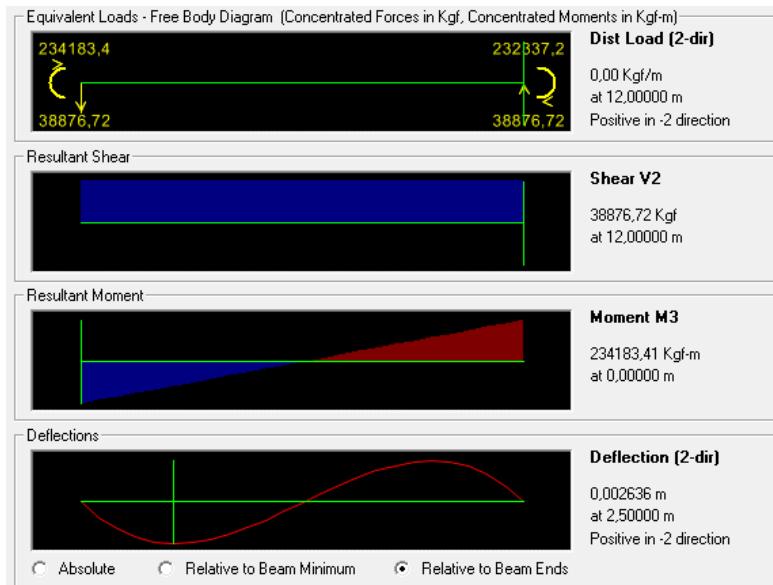 Equivalent Loads - Free Body Diagram (Concentrated Forces in Kgf, Concentrated Moments in Kgf-m)
234183,4
232337,2
38876,72
38876,72
Dist Load (2-dir)
0,00 Kgf/m
at 12,00000 m
Positive in -2 direction
Resultant Shear
Shear V2
38876,72 Kgf
at 12,00000 m
Resultant Moment
Moment M3
234183,41 Kgf-m
at 0,00000 m
Deflections
Deflection (2-dir)
0,002636 m
at 2,50000 m
Positive in -2 direction
Absolute
Relative to Beam Minimum
Relative to Beam Ends